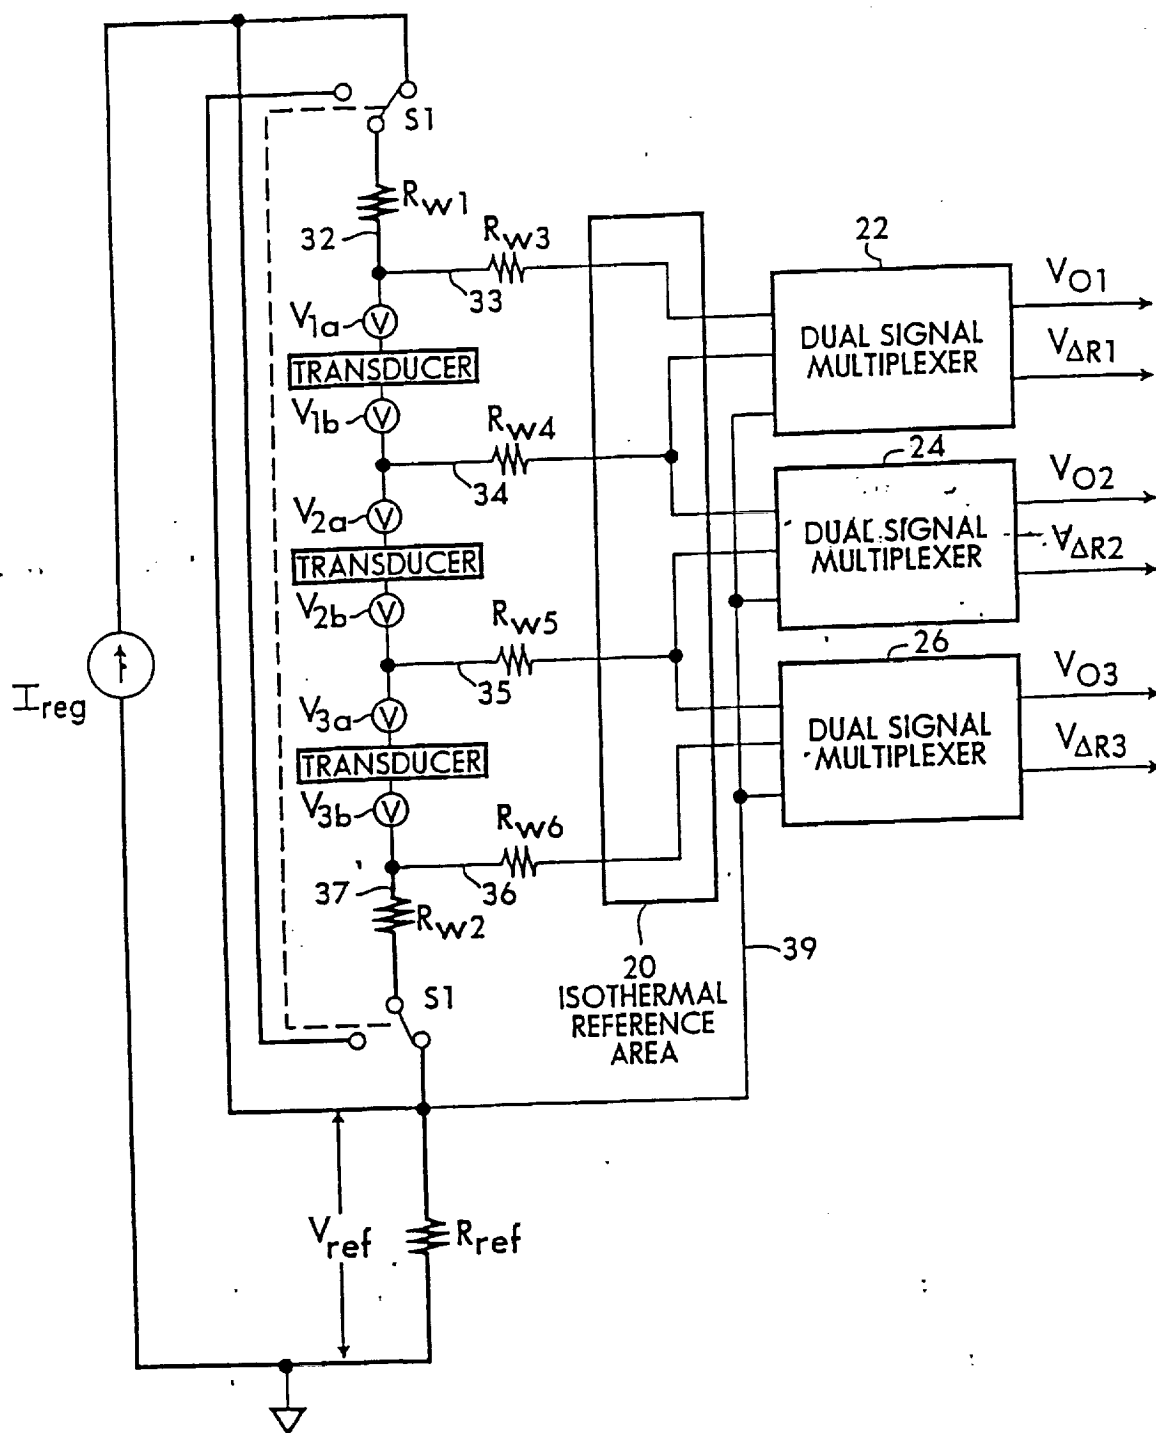 S1
Rw1
32
Rw3
33
22
VO1
V1a
DUAL SIGNAL
MULTIPLEXER
VΔR1
TRANSDUCER
V1b
Rw4
34
24
VO2
V2a
DUAL SIGNAL
MULTIPLEXER
VΔR2
TRANSDUCER
V2b
Rw5
35
26
VO3
Ireg
V3a
DUAL SIGNAL
MULTIPLEXER
VΔR3
TRANSDUCER
V3b
Rw6
36
37
Rw2
39
20
ISOTHERMAL
REFERENCE
AREA
S1
Vref
Rref
V
V
V
V
V
V